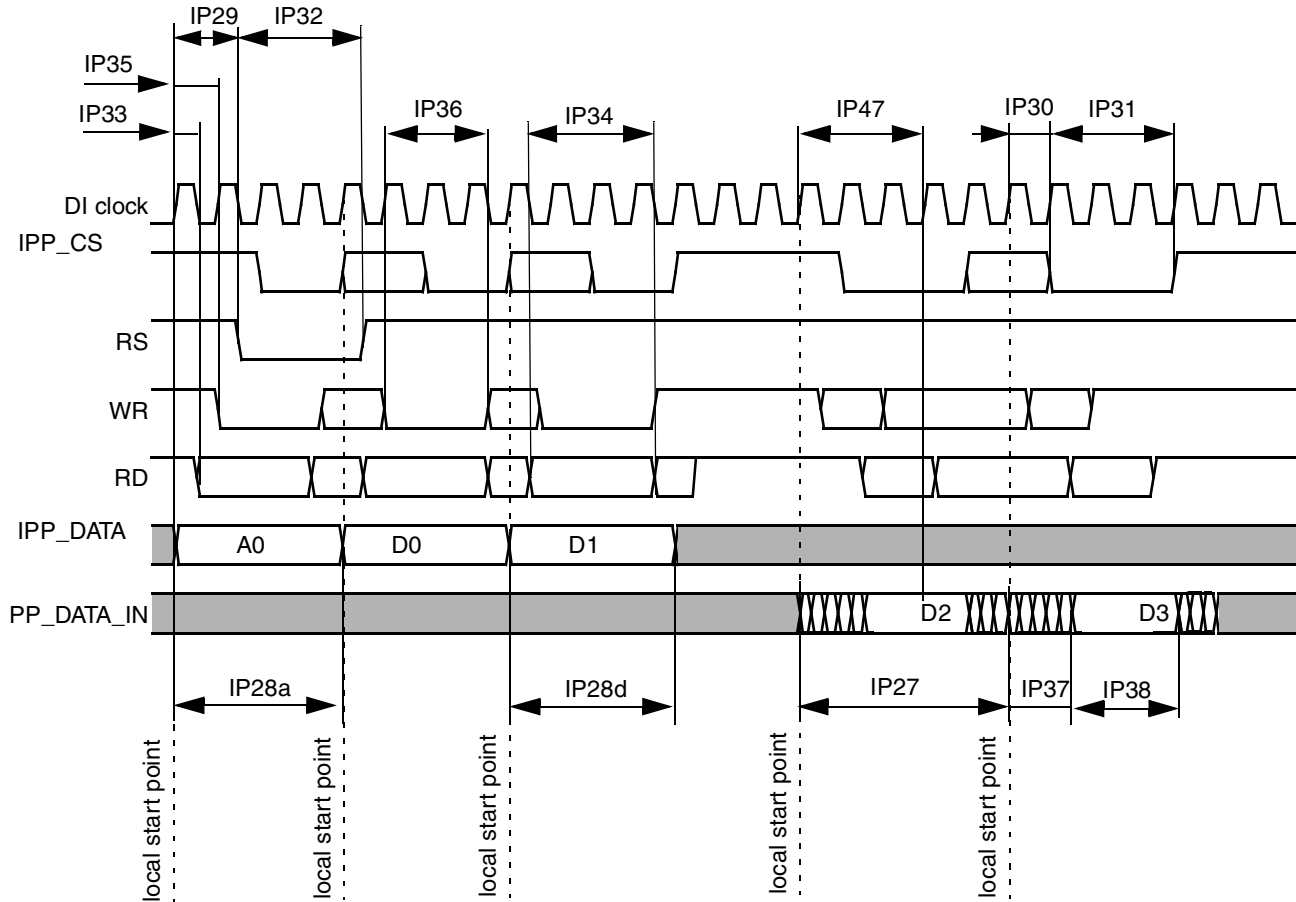 IP29
IP32
IP35
IP33
IP36
IP34
IP47
IP30
IP31
DI clock
IPP_CS
RS
WR
RD
IPP_DATA
A0
D0
D1
PP_DATA_IN
D2
D3
IP28a
IP28d
IP27
IP37
IP38
local start point
local start point
local start point
local start point
local start point